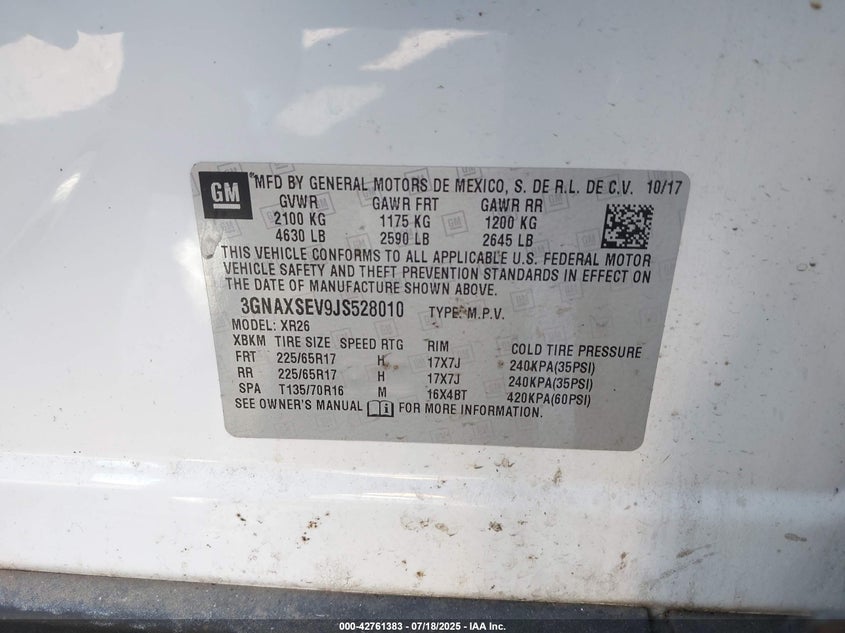 GM
MFD BY GENERAL MOTORS DE MEXICO, S. DE R.L. DE C.V. 10/17
GVWR GAWR FRT GAWR RR
2100 KG 1175 KG 1200 KG
4630 LB 2590 LB 2645 LB
THIS VEHICLE CONFORMS TO ALL APPLICABLE U.S. FEDERAL MOTOR
VEHICLE SAFETY AND THEFT PREVENTION STANDARDS IN EFFECT ON
THE DATE OF MANUFACTURE SHOWN ABOVE.
3GNAXSEV9JS528010 TYPE: M.P.V.
MODEL: XR26
XBKM TIRE SIZE SPEED RTG RIM COLD TIRE PRESSURE
FRT 225/65R17 H 17X7J 240KPA(35PSI)
RR 225/65R17 H 17X7J 240KPA(35PSI)
SPA T135/70R16 M 16X4BT 420KPA(60PSI)
SEE OWNER'S MANUAL FOR MORE INFORMATION.
000-42761383 - 07/18/2025 - IAA Inc.